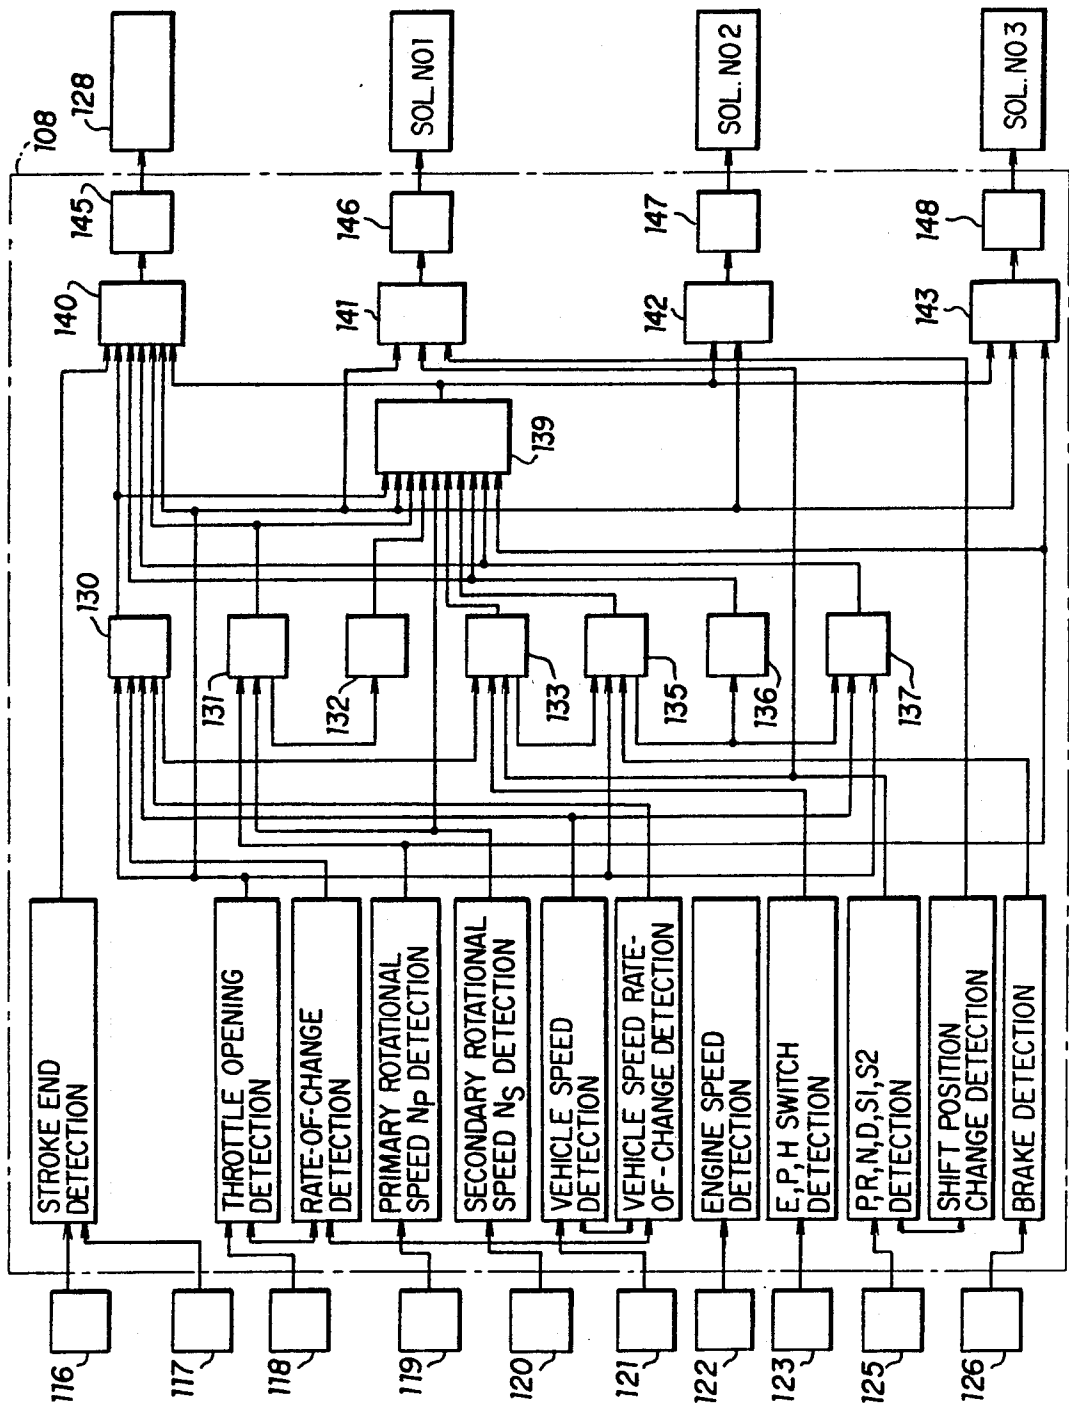 108
128
145
140
SOL. NO1
146
141
SOL. NO2
147
142
SOL. NO3
148
143
139
130
131
132
133
135
136
137
STROKE END
DETECTION
THROTTLE OPENING
DETECTION
RATE-OF-CHANGE
DETECTION
PRIMARY ROTATIONAL
SPEED NP DETECTION
SECONDARY ROTATIONAL
SPEED NS DETECTION
VEHICLE SPEED
DETECTION
VEHICLE SPEED RATE-
OF-CHANGE DETECTION
ENGINE SPEED
DETECTION
E, P, H SWITCH
DETECTION
P,R,N,D,S1,S2
DETECTION
SHIFT POSITION
CHANGE DETECTION
BRAKE DETECTION
116
117
118
119
120
121
122
123
125
126